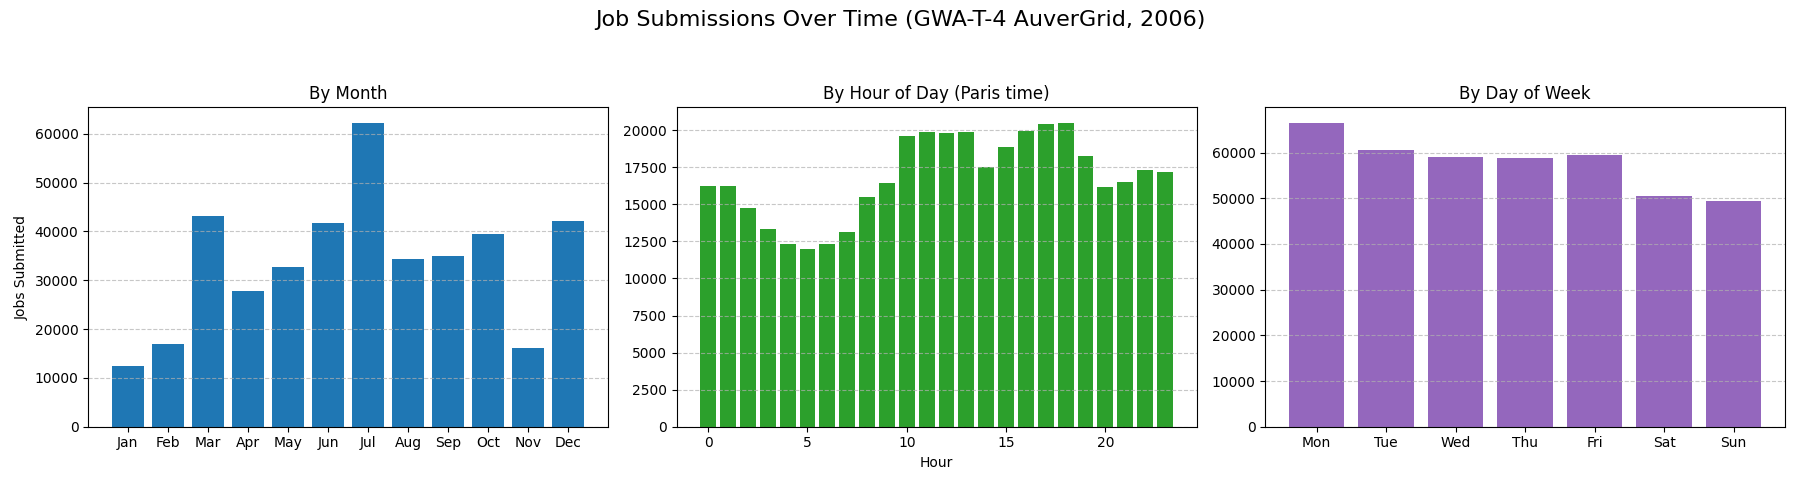 Job Submissions Over Time (GWA-T-4 AuverGrid, 2006)
By Month
Jobs Submitted
60000
50000
40000
30000
20000
10000
0
Jan Feb Mar Apr May Jun Jul Aug Sep Oct Nov Dec
By Hour of Day (Paris time)
20000
17500
15000
12500
10000
7500
5000
2500
0
0 5 10 15 20
Hour
By Day of Week
60000
50000
40000
30000
20000
10000
0
Mon Tue Wed Thu Fri Sat Sun